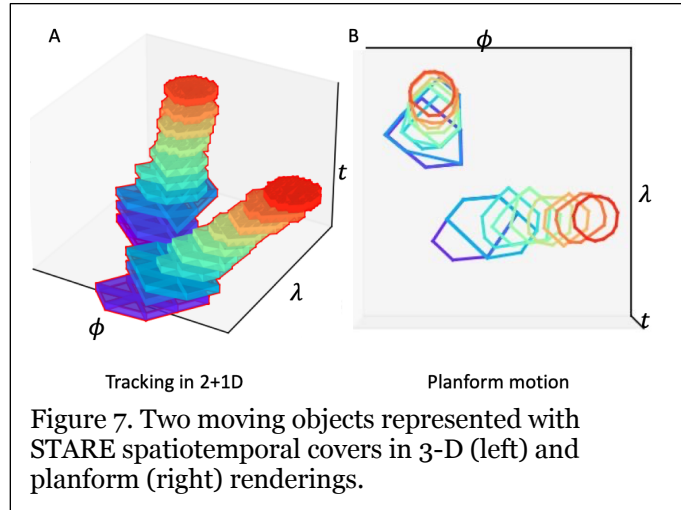 A
B
ϕ
t
λ
λ
ϕ
t
Tracking in 2+1D
Planform motion
Figure 7. Two moving objects represented with
STARE spatiotemporal covers in 3-D (left) and
planform (right) renderings.